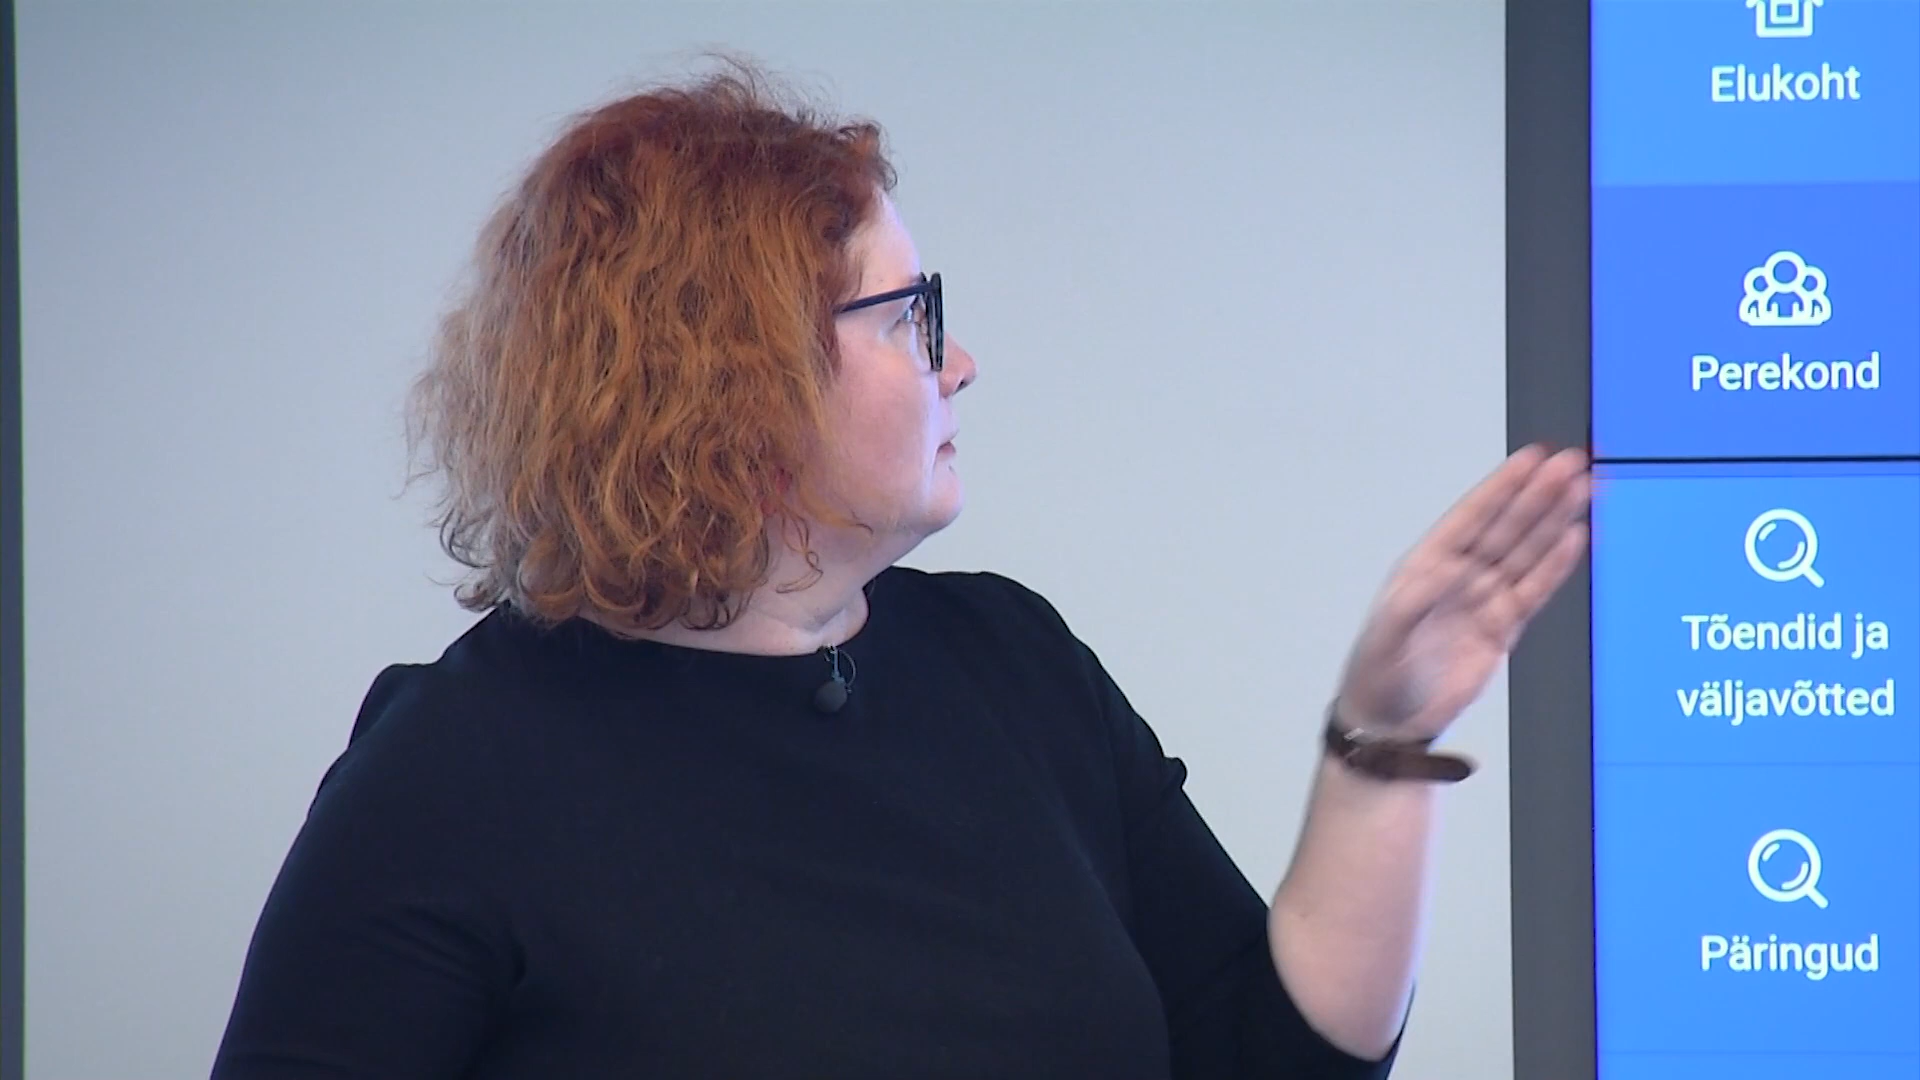 Elukoht
Perekond
Tõendid ja
väljavõtted
Päringud